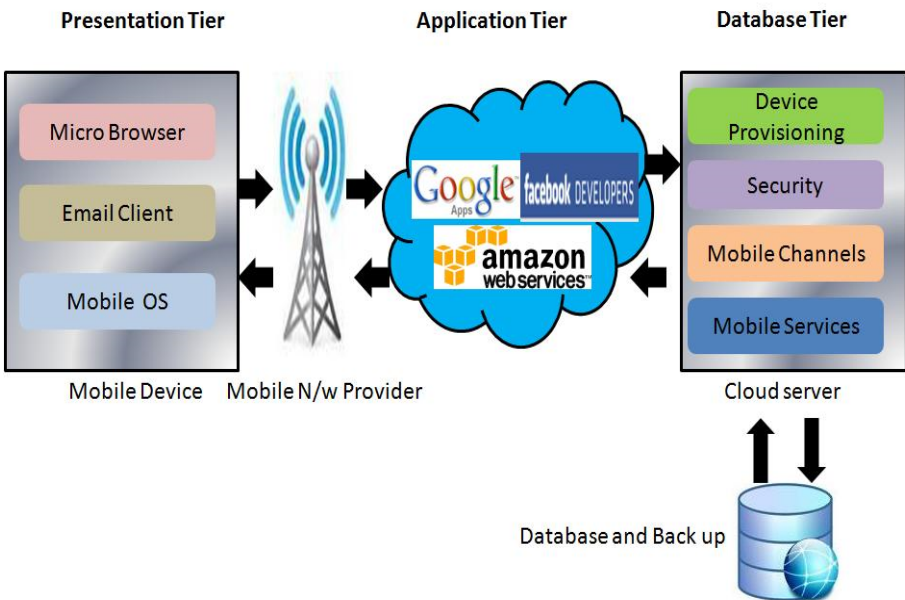 Presentation Tier
Application Tier
Database Tier
Micro Browser
Email Client
Mobile OS
Google
Apps
facebook DEVELOPERS
amazon
web services™
Device
Provisioning
Security
Mobile Channels
Mobile Services
Mobile Device
Mobile N/w Provider
Cloud server
Database and Back up